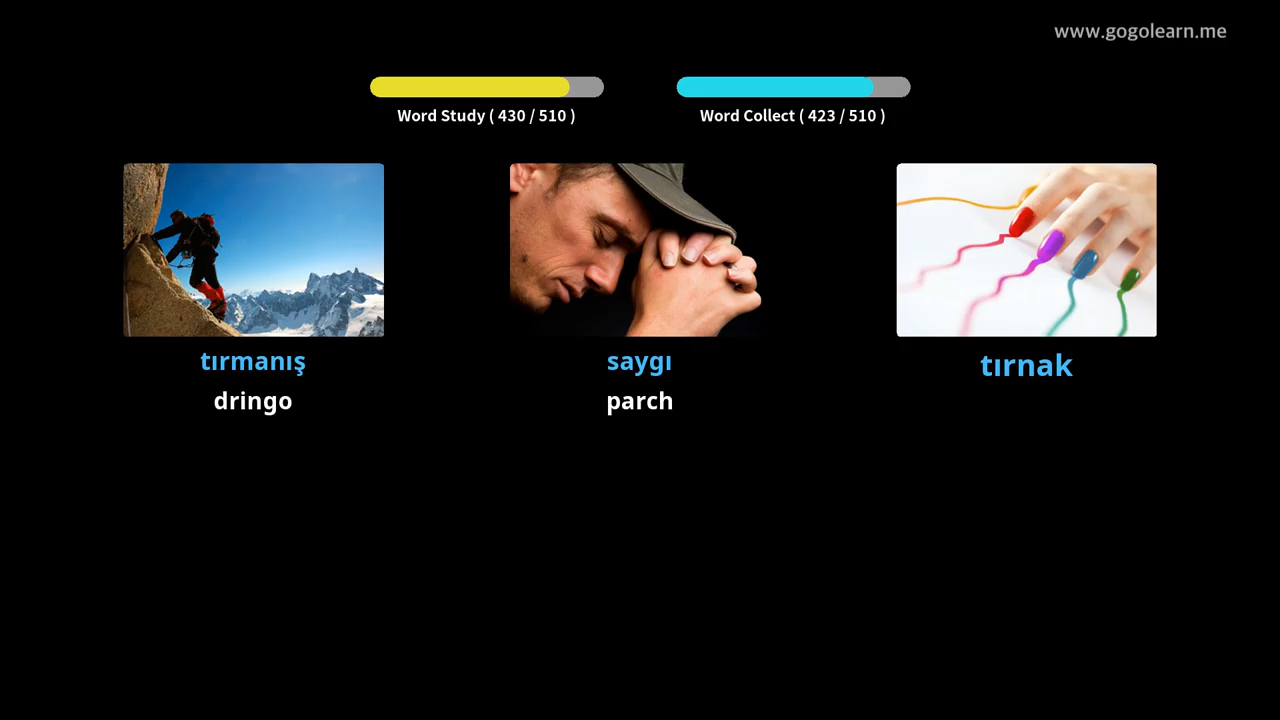 www.gogolearn.me
Word Study ( 430 / 510 )
Word Collect ( 423 / 510 )
tırmanış
dringo
saygı
parch
tırnak